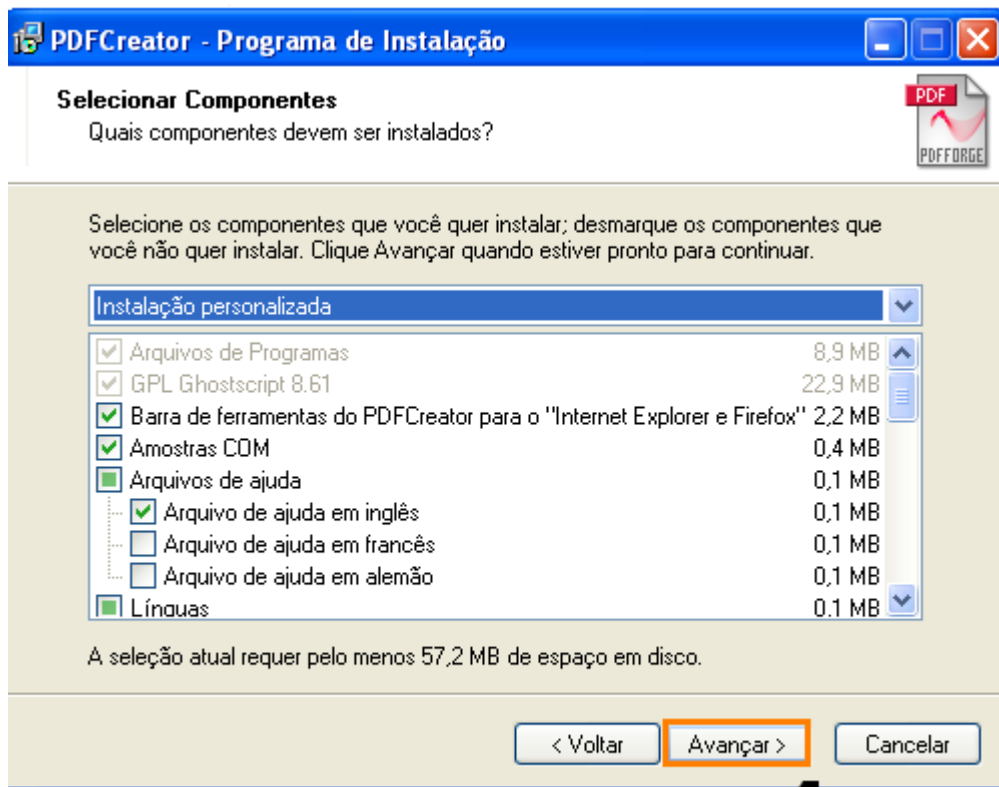 PDFCreator - Programa de Instalação
Selecionar Componentes
Quais componentes devem ser instalados?
PDF
PDFFORGE
Selecione os componentes que você quer instalar; desmarque os componentes que
você não quer instalar. Clique Avançar quando estiver pronto para continuar.
Instalação personalizada
Arquivos de Programas 8,9 MB
GPL Ghostscript 8.61 22,9 MB
Barra de ferramentas do PDFCreator para o "Internet Explorer e Firefox" 2,2 MB
Amostras COM 0,4 MB
Arquivos de ajuda 0,1 MB
Arquivo de ajuda em inglês 0,1 MB
Arquivo de ajuda em francês 0,1 MB
Arquivo de ajuda em alemão 0,1 MB
Línguas 0,1 MB
A seleção atual requer pelo menos 57,2 MB de espaço em disco.
< Voltar Avançar > Cancelar